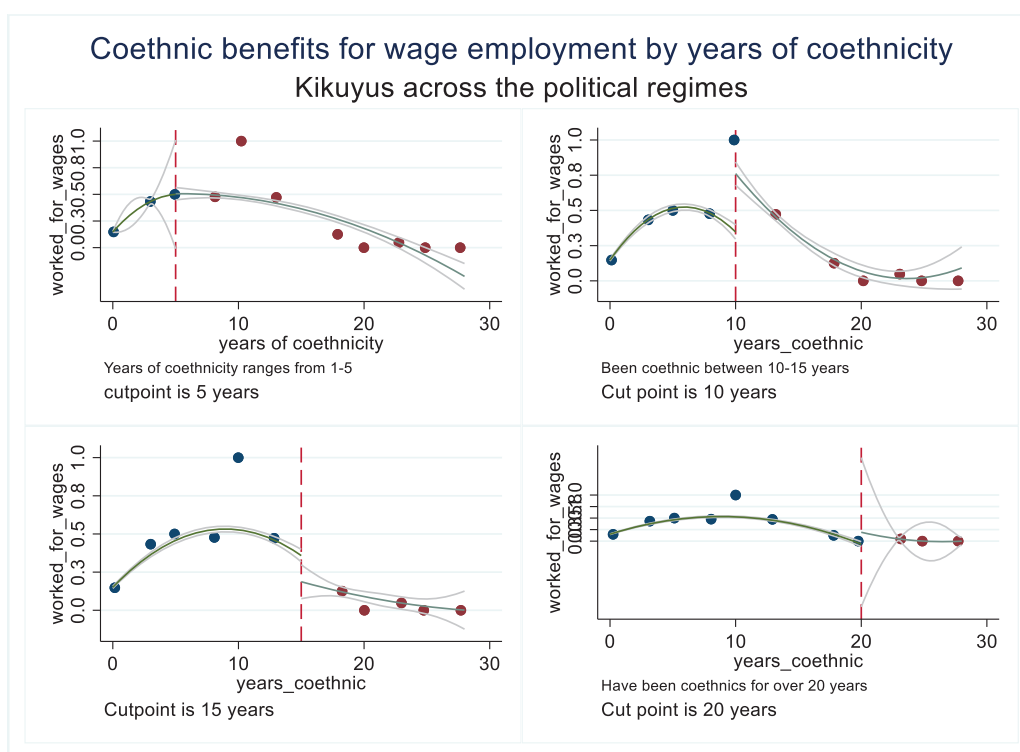 Coethnic benefits for wage employment by years of coethnicity
Kikuyus across the political regimes
worked_for_wages
0.00.30.50.81.0
0 10 20 30
years of coethnicity
Years of coethnicity ranges from 1-5
cutpoint is 5 years
worked_for_wages
0.0 0.3 0.5 0.8 1.0
0 10 20 30
years_coethnic
Been coethnic between 10-15 years
Cut point is 10 years
worked_for_wages
0.0 0.3 0.5 0.8 1.0
0 10 20 30
years_coethnic
Cutpoint is 15 years
worked_for_wages
0 10 20 30
years_coethnic
Have been coethnics for over 20 years
Cut point is 20 years